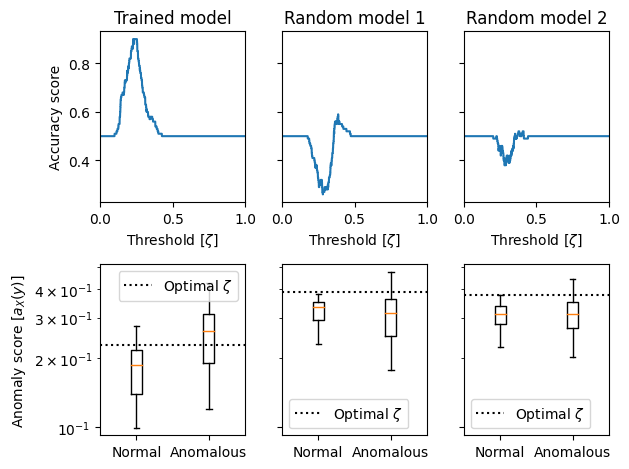 Trained model
Random model 1
Random model 2
Accuracy score
0.8
0.6
0.4
0.0 0.5 1.0
0.0 0.5 1.0
0.0 0.5 1.0
Threshold [ζ]
Threshold [ζ]
Threshold [ζ]
Anomaly score [a_X(y)]
4 × 10⁻¹
3 × 10⁻¹
2 × 10⁻¹
10⁻¹
Optimal ζ
Optimal ζ
Optimal ζ
Normal Anomalous
Normal Anomalous
Normal Anomalous